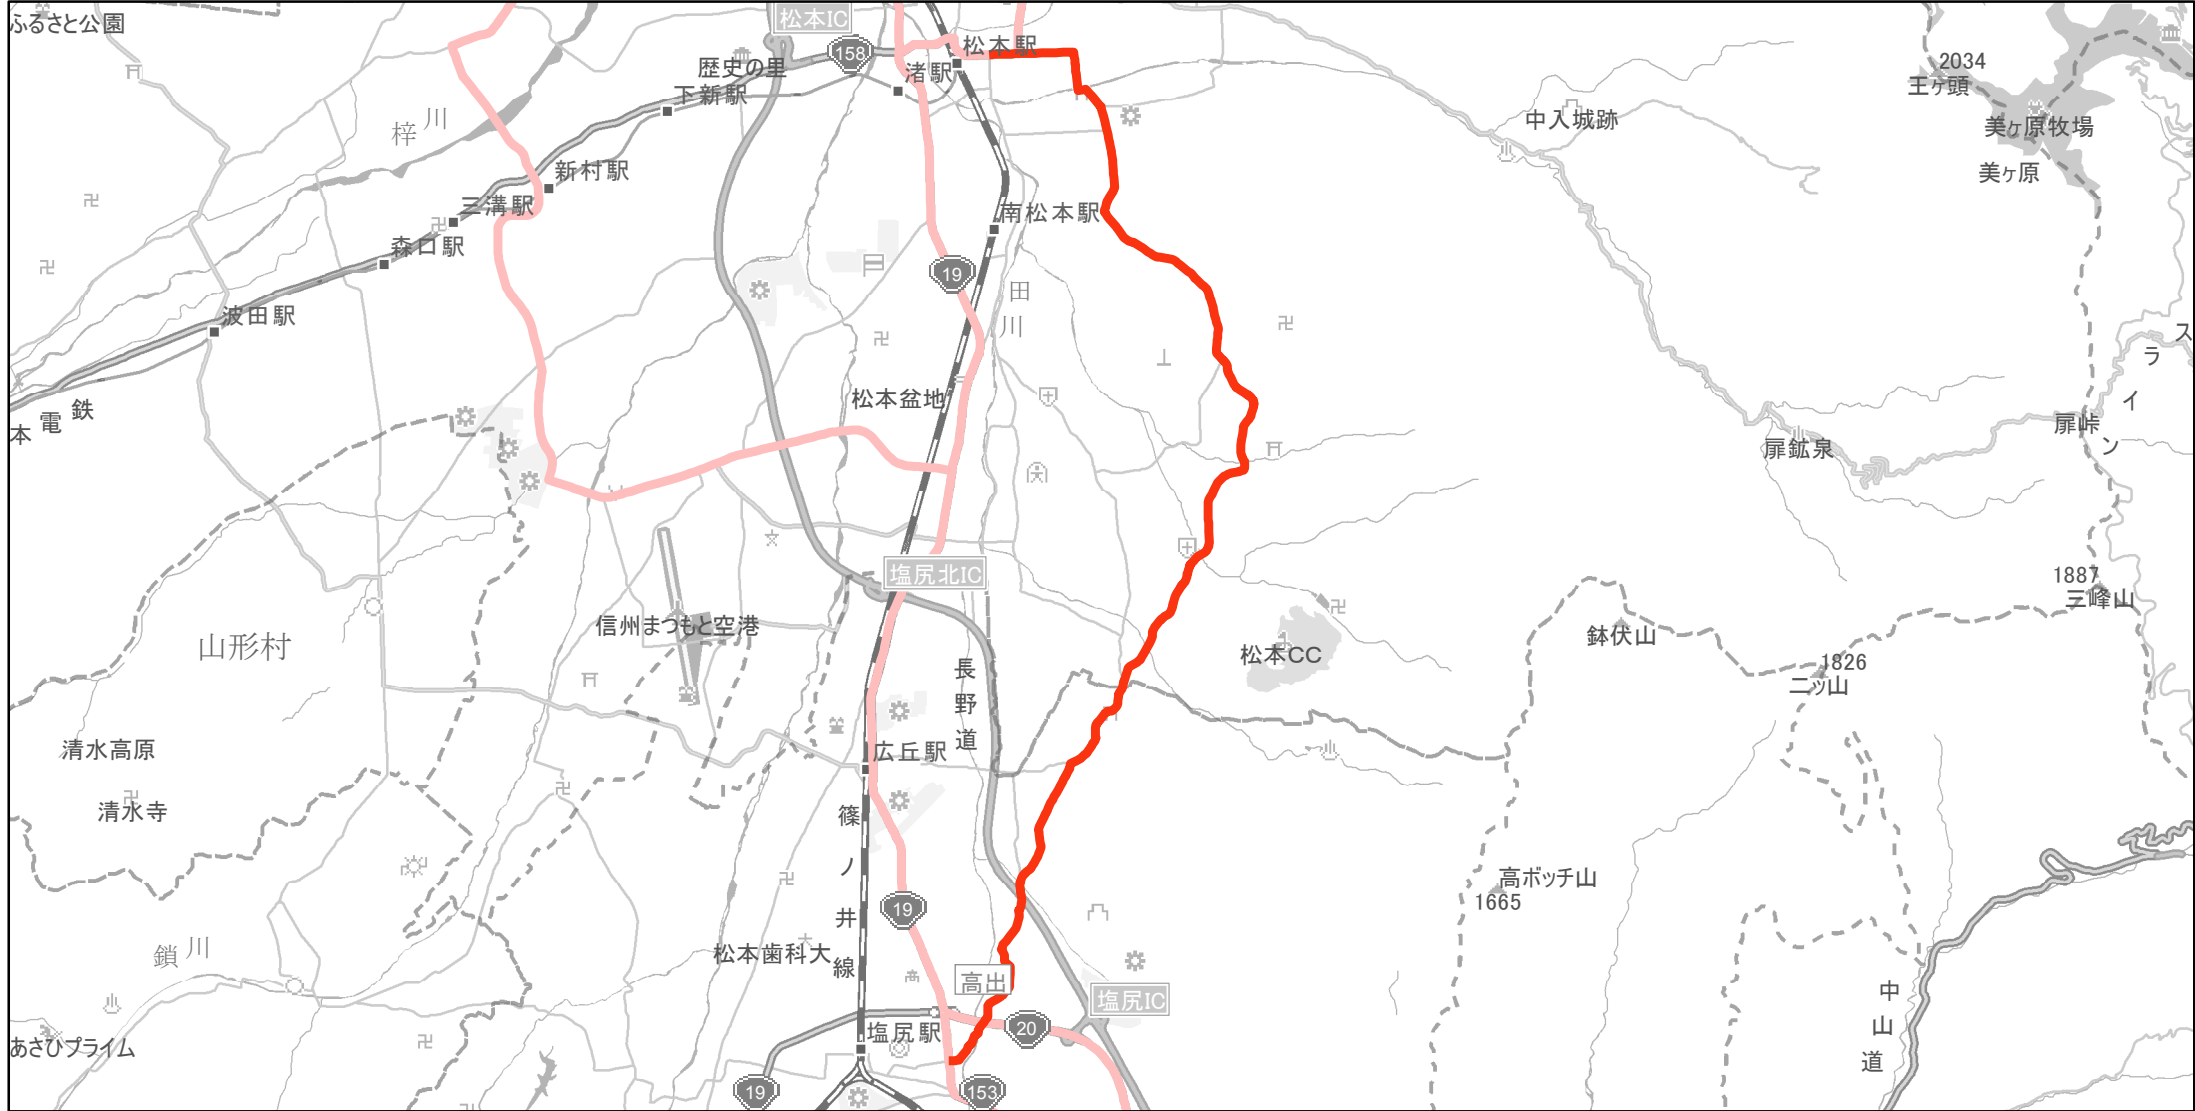 ふるさと公園
松本IC
158
松本駅
渚駅
歴史の里
下新駅
梓川
新村駅
三溝駅
森口駅
波田駅
本電鉄
南松本駅
19
田川
松本盆地
中入城跡
2034
王ヶ頭
美ヶ原牧場
美ヶ原
スライン
扉峠
扉鉱泉
塩尻北IC
信州まつもと空港
山形村
長野道
松本CC
鉢伏山
1887
三峰山
1826
二ッ山
清水高原
清水寺
広丘駅
篠ノ井線
高ボッチ山
1665
19
松本歯科大
鎖川
高出
塩尻IC
塩尻駅
20
あさひプライム
19
153
中山道